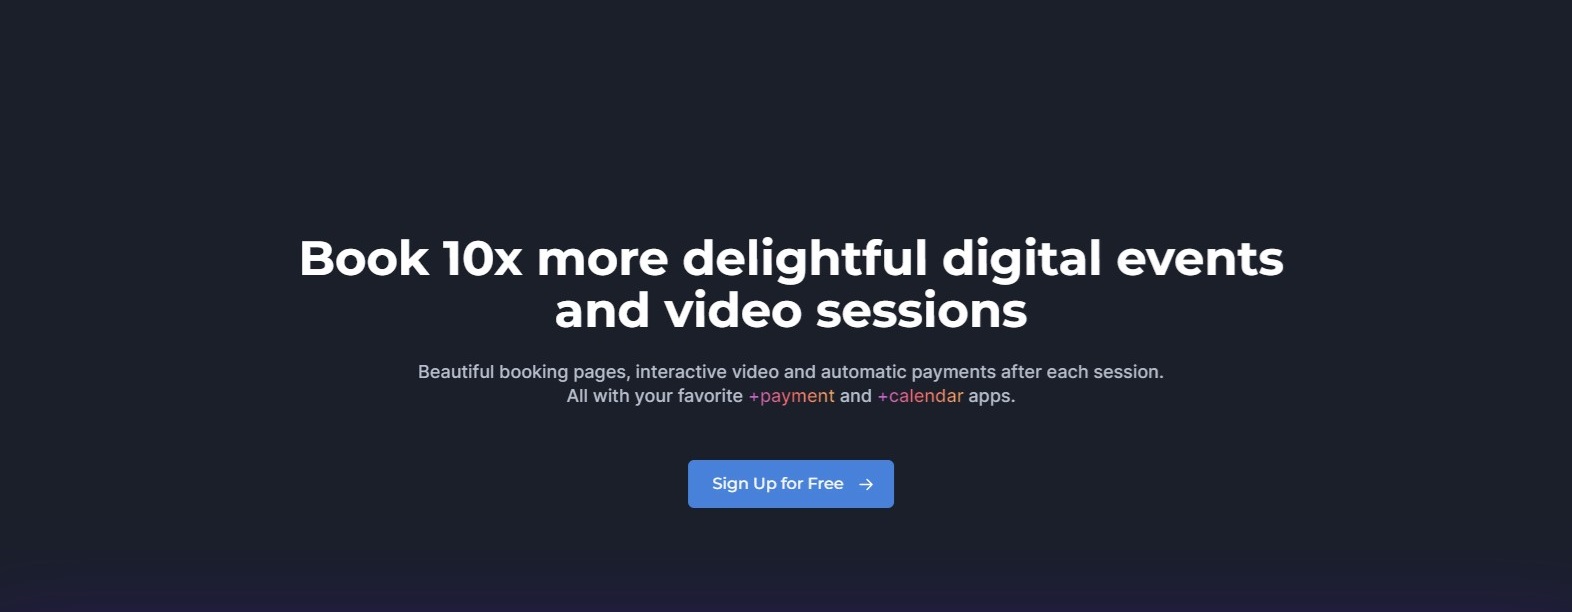 Book 10x more delightful digital events
and video sessions
Beautiful booking pages, interactive video and automatic payments after each session.
All with your favorite +payment and +calendar apps.
Sign Up for Free →